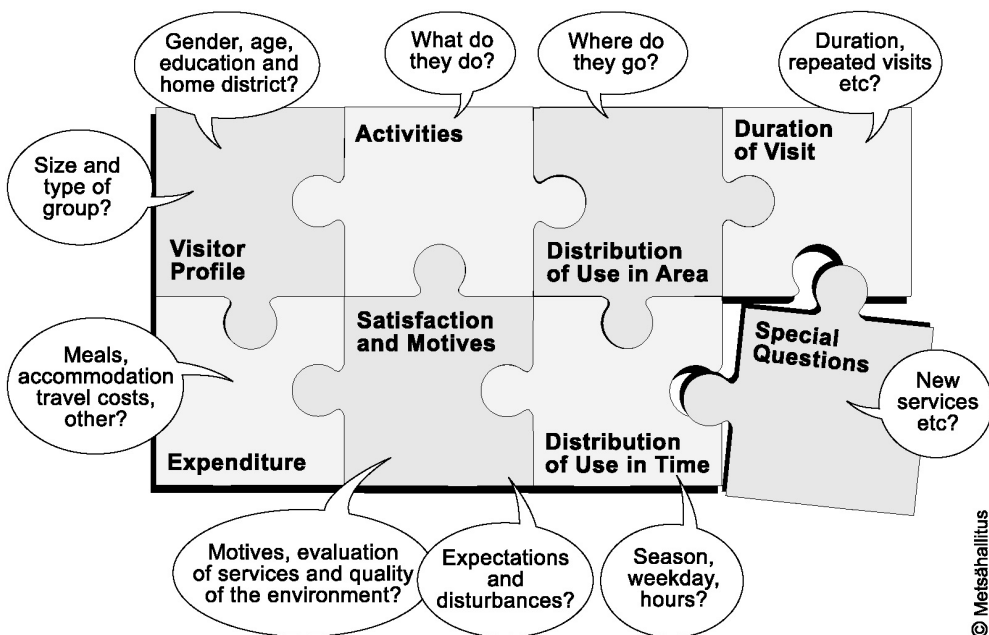 Gender, age,
education and
home district?
What do
they do?
Where do
they go?
Duration,
repeated visits
etc?
Size and
type of
group?
Activities
Duration
of Visit
Visitor
Profile
Distribution
of Use in Area
Meals,
accommodation
travel costs,
other?
Satisfaction
and Motives
Special
Questions
New
services
etc?
Expenditure
Distribution
of Use in Time
Motives, evaluation
of services and quality
of the environment?
Expectations
and
disturbances?
Season,
weekday,
hours?
© Metsähallitus